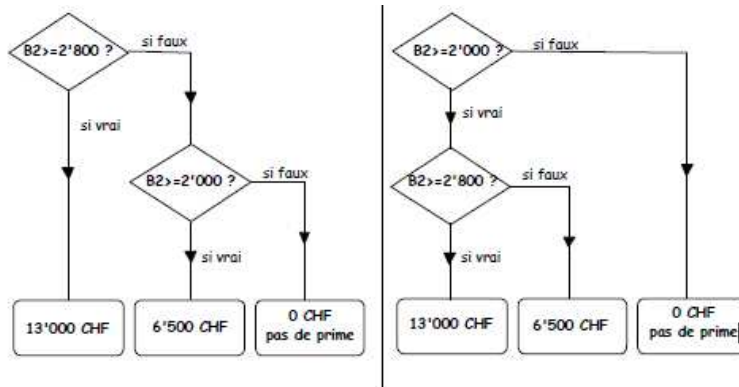 B2>=2'800 ?
si faux
si vrai
B2>=2'000 ?
si faux
si vrai
13'000 CHF
6'500 CHF
0 CHF
pas de prime
B2>=2'000 ?
si faux
si vrai
B2>=2'800 ?
si faux
si vrai
13'000 CHF
6'500 CHF
0 CHF
pas de prime